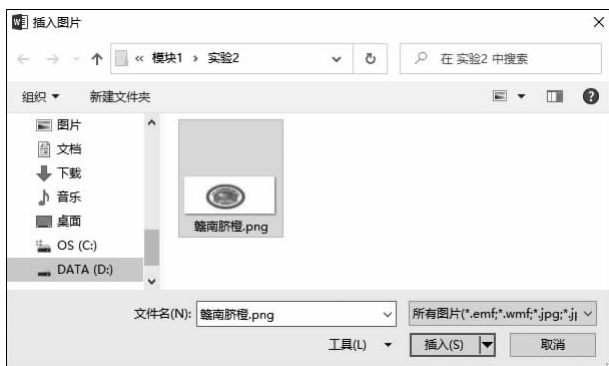 插入图片
« 模块1 › 实验2
在 实验2 中搜索
组织 新建文件夹
图片
文档
下载
音乐
桌面
OS (C:)
DATA (D:)
赣南脐橙.png
文件名(N): 赣南脐橙.png
所有图片(*.emf;*.wmf;*.jpg;*.j
工具(L)
插入(S)
取消